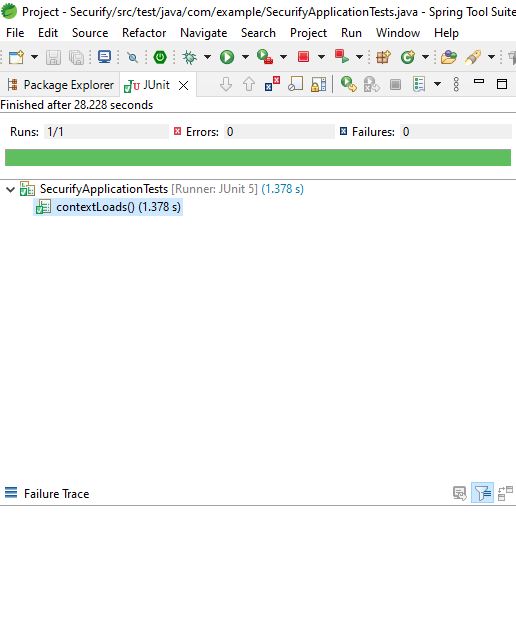 Project - Securify/src/test/java/com/example/SecurifyApplicationTests.java - Spring Tool Suite
File Edit Source Refactor Navigate Search Project Run Window Help
Package Explorer JUnit
Finished after 28.228 seconds
Runs: 1/1 Errors: 0 Failures: 0
SecurifyApplicationTests [Runner: JUnit 5] (1.378 s)
contextLoads() (1.378 s)
Failure Trace